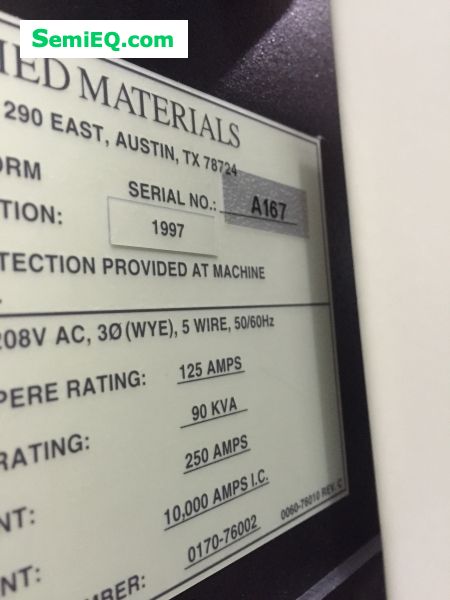 SemiEQ.com
IED MATERIALS
290 EAST, AUSTIN, TX 78724
ORM
SERIAL NO.: A167
TION: 1997
TECTION PROVIDED AT MACHINE
208V AC, 3Ø (WYE), 5 WIRE, 50/60Hz
PERE RATING: 125 AMPS
RATING: 90 KVA
250 AMPS
NT: 10,000 AMPS I.C.
NT: 0170-76002
MBER:
0060-76010 REV. C